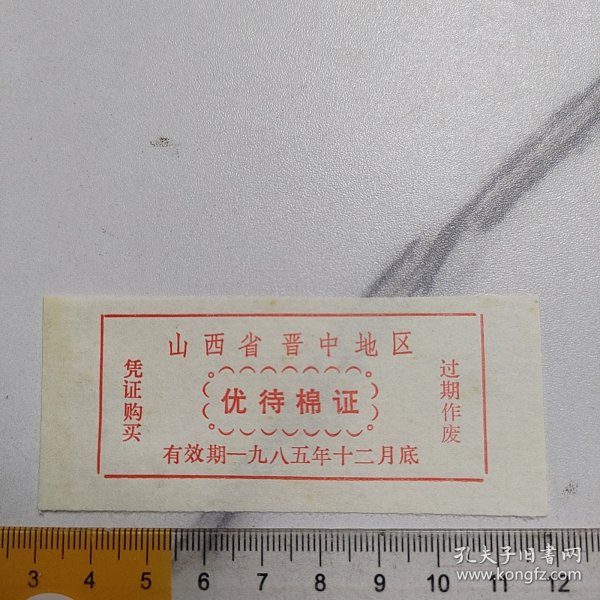 山西省晋中地区
凭证购买
优待棉证
过期作废
有效期一九八五年十二月底
3 4 5 6 7 8 9 10 11 12
孔夫子旧书网
www.kongfz.com